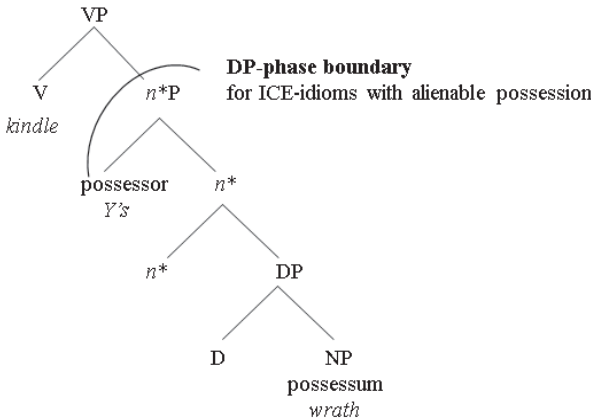 VP
DP-phase boundary
V n*P for ICE-idioms with alienable possession
kindle
possessor n*
Y's
n* DP
D NP
possessum
wrath